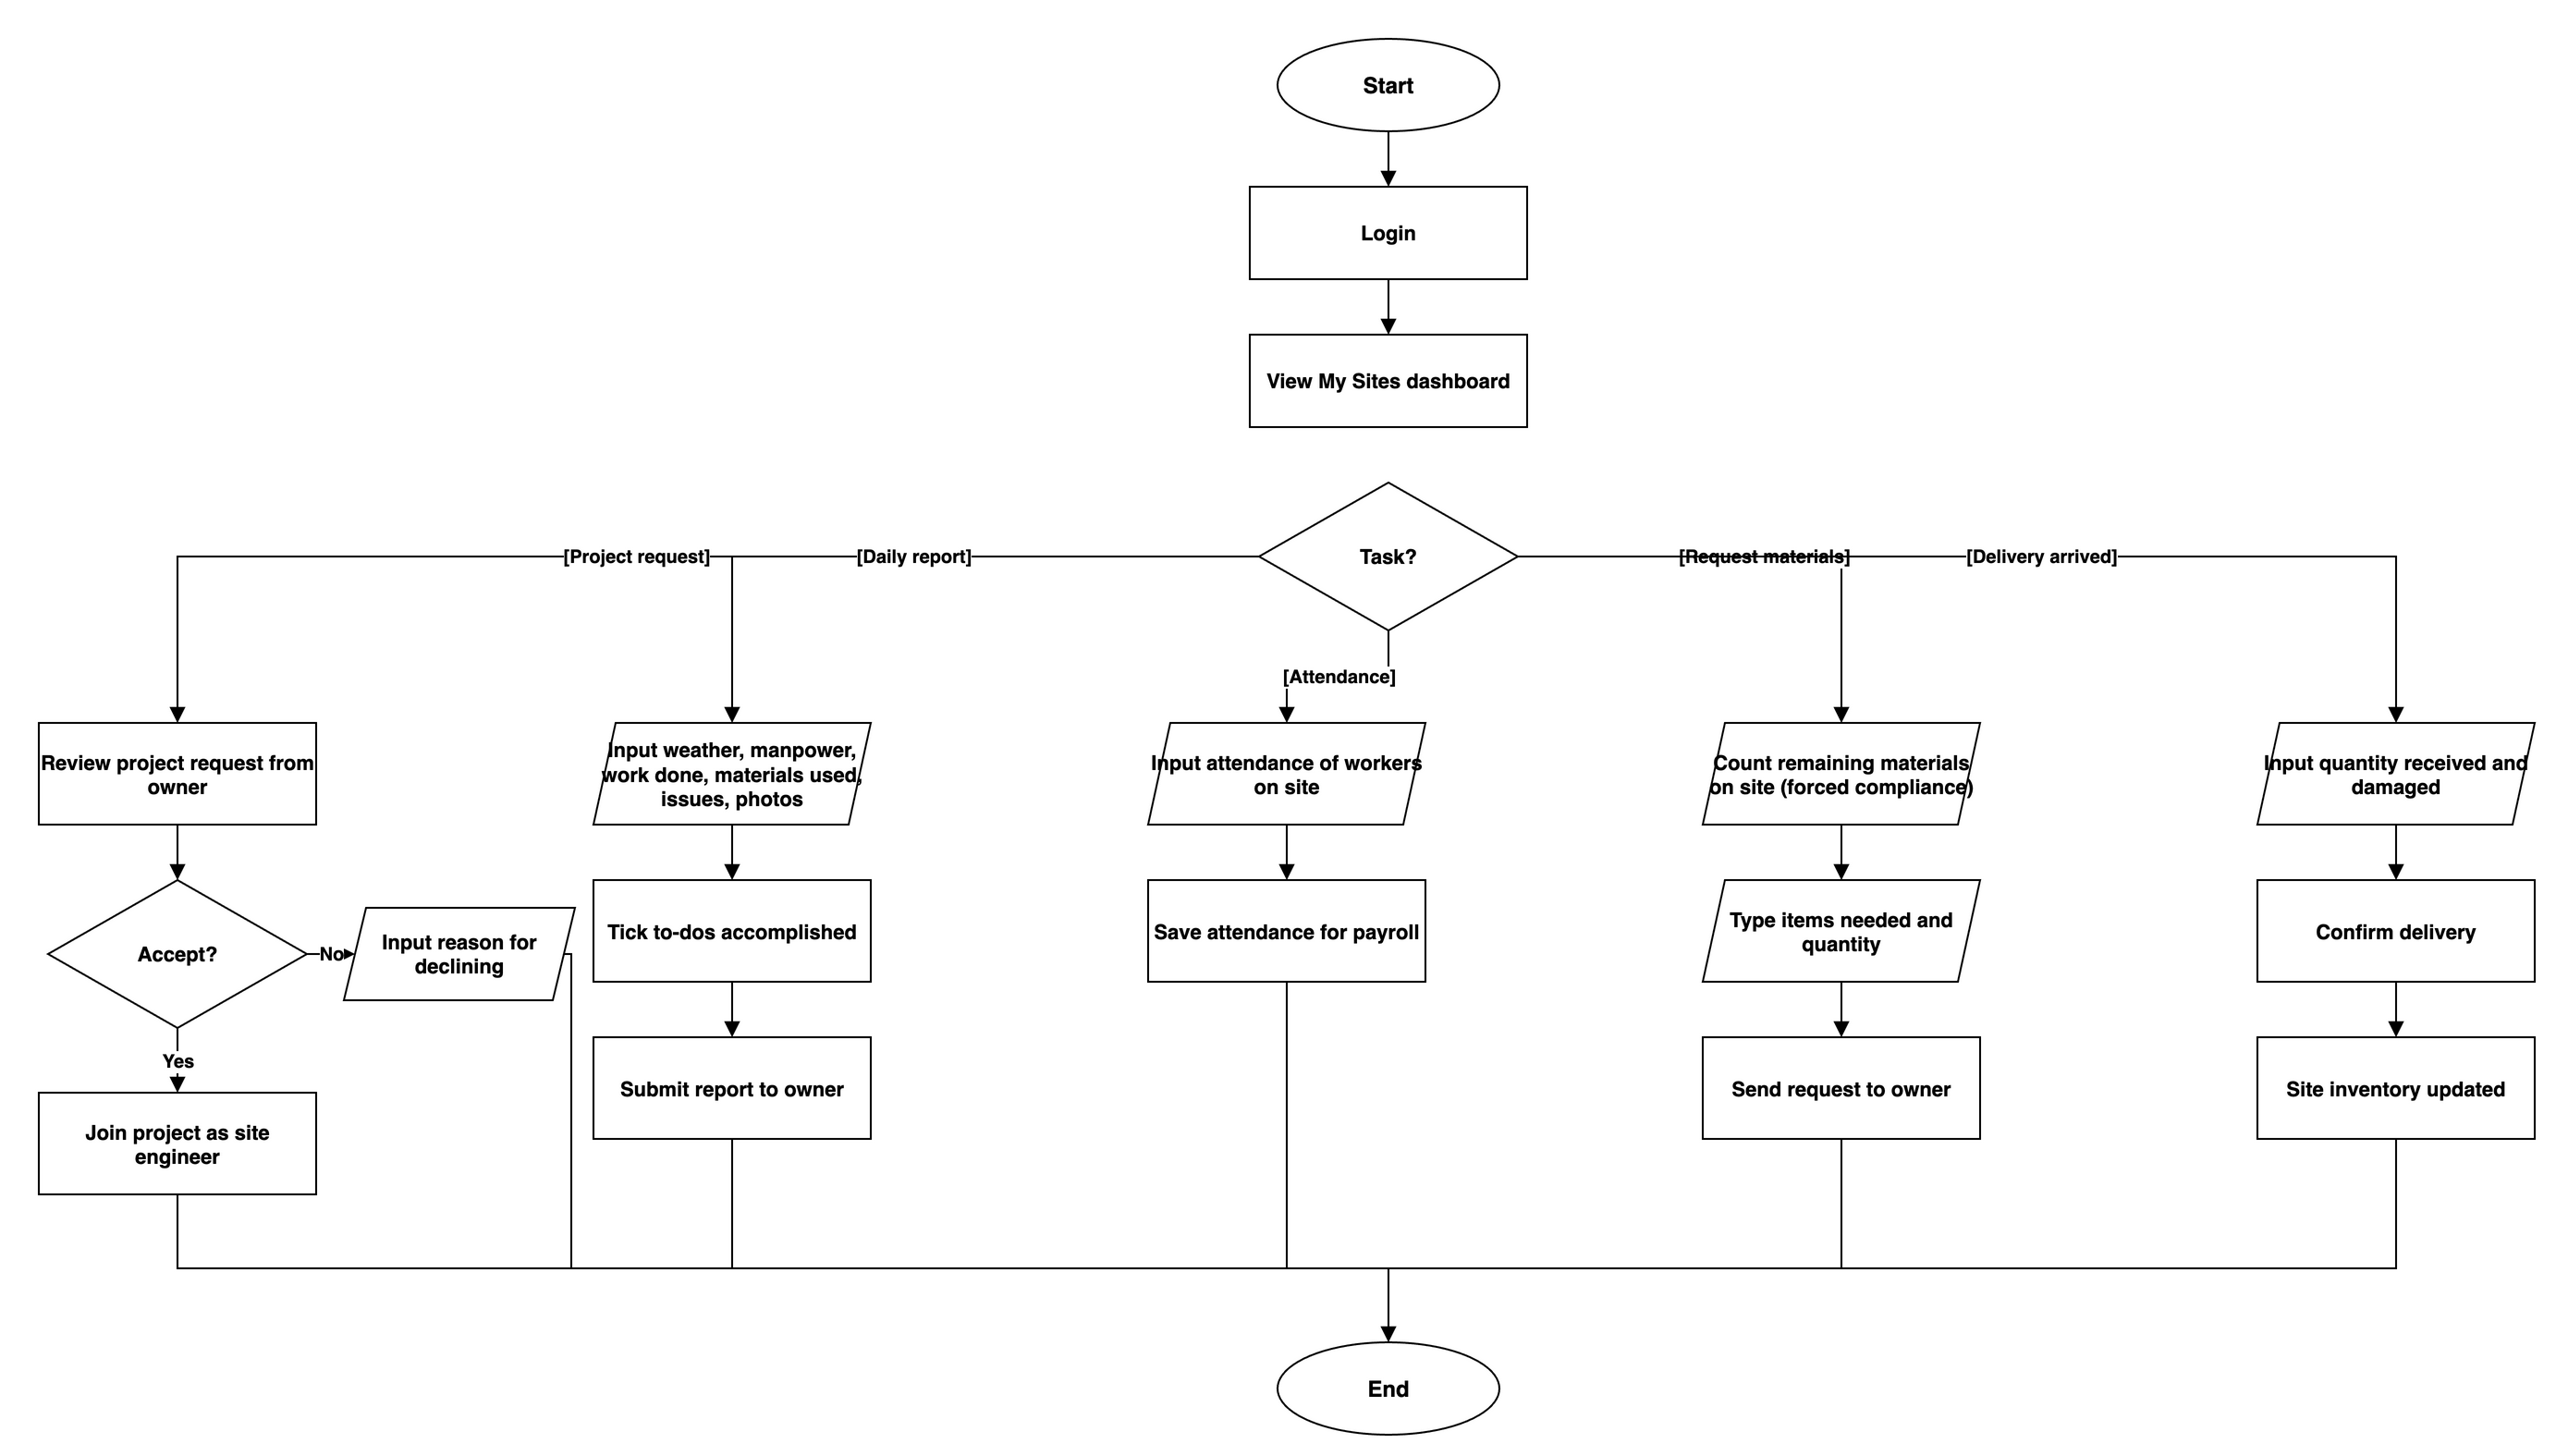 Start
Login
View My Sites dashboard
Task?
[Project request]
[Daily report]
[Request materials]
[Delivery arrived]
[Attendance]
Review project request from
owner
Input weather, manpower,
work done, materials used,
issues, photos
Input attendance of workers
on site
Count remaining materials
on site (forced compliance)
Input quantity received and
damaged
Accept?
No
Input reason for
declining
Tick to-dos accomplished
Save attendance for payroll
Type items needed and
quantity
Confirm delivery
Yes
Join project as site
engineer
Submit report to owner
Send request to owner
Site inventory updated
End